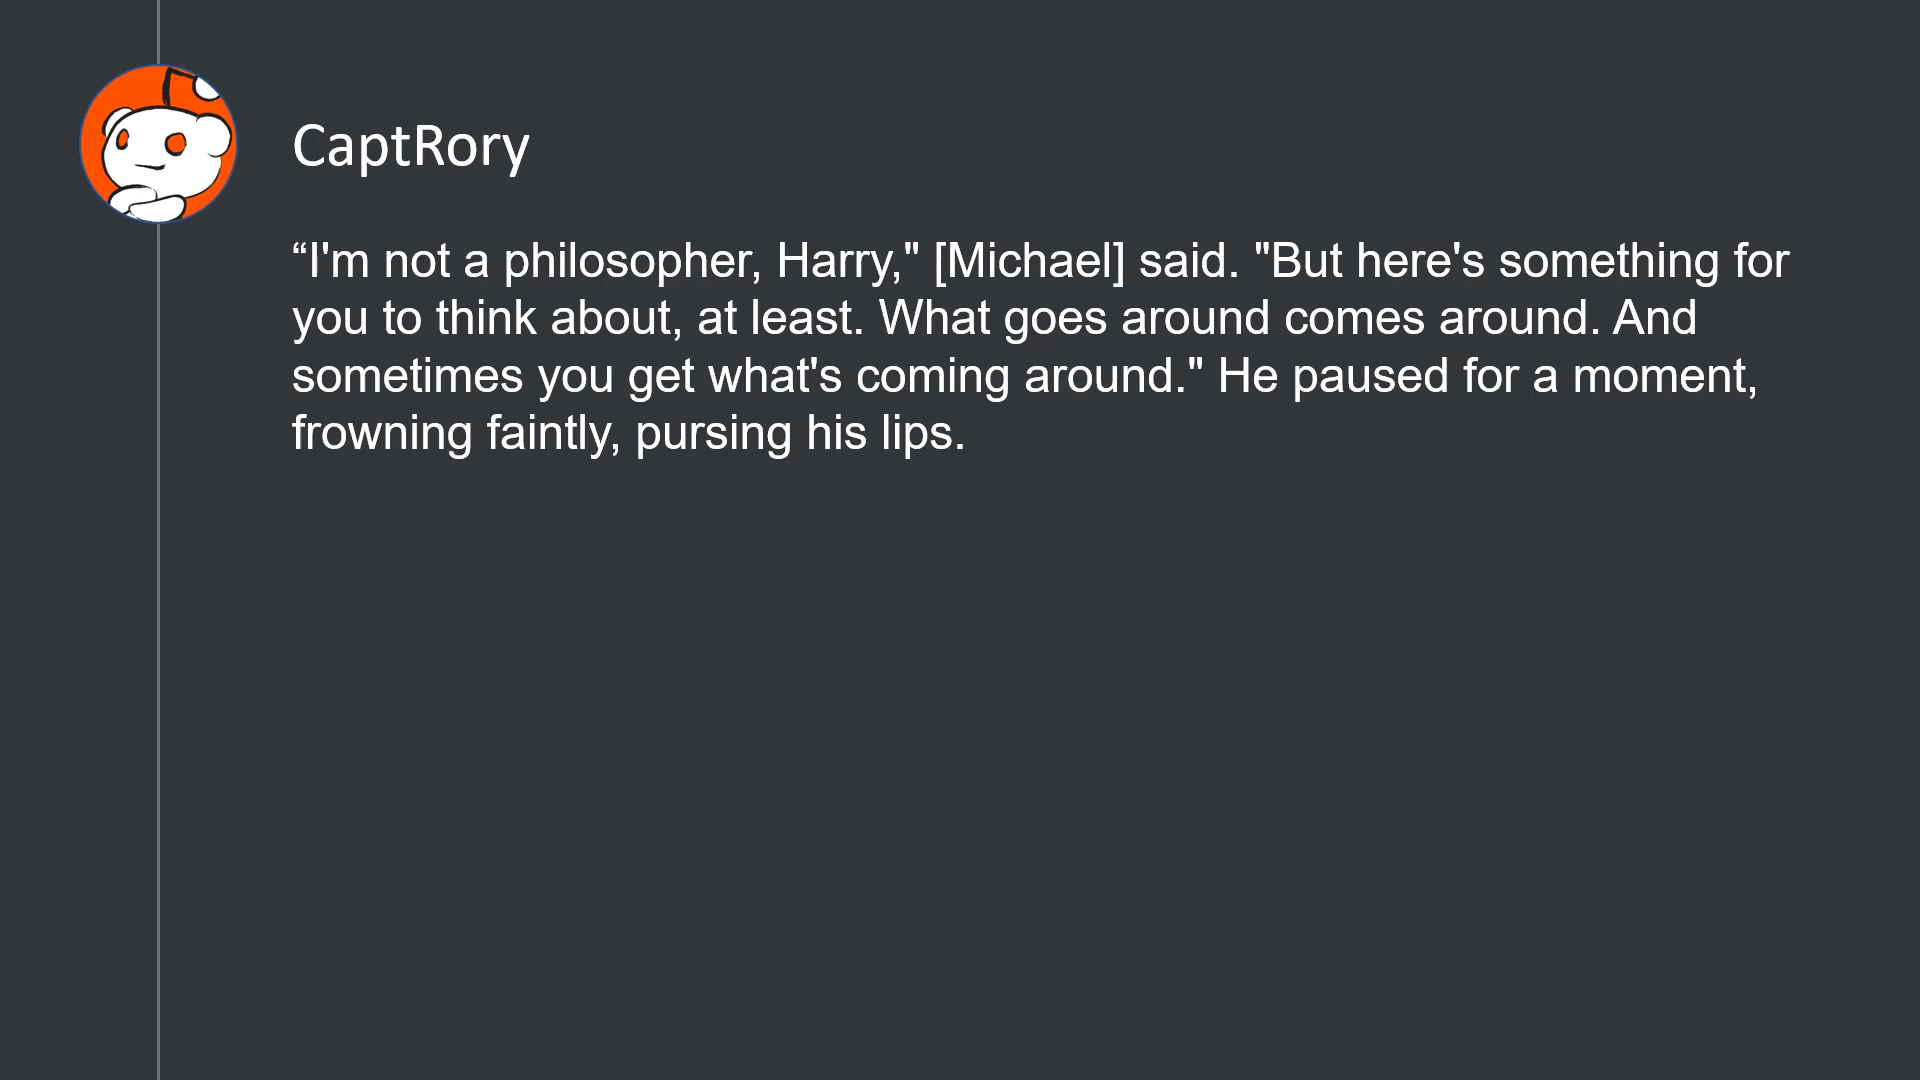 CaptRory
“I'm not a philosopher, Harry," [Michael] said. "But here's something for
you to think about, at least. What goes around comes around. And
sometimes you get what's coming around." He paused for a moment,
frowning faintly, pursing his lips.